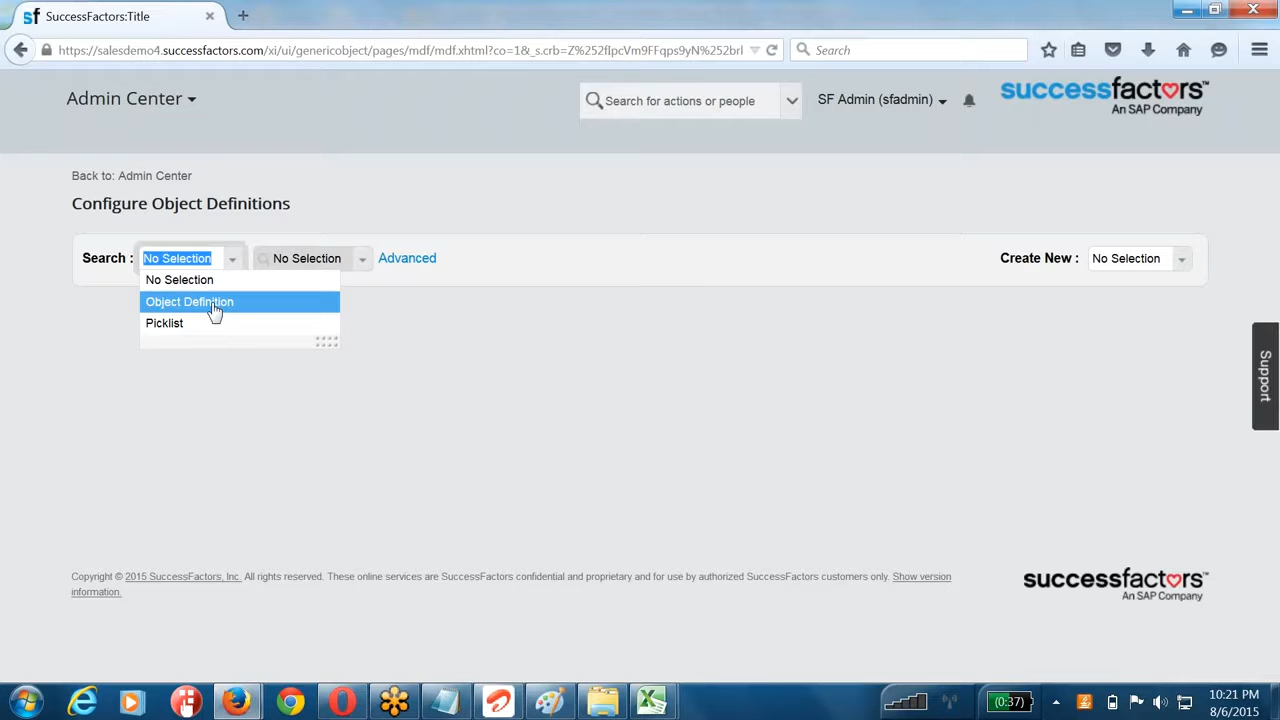 sf SuccessFactors:Title
https://salesdemo4.successfactors.com/xi/ui/genericobject/pages/mdf/mdf.xhtml?co=1&_s.crb=Z%252flpcVm9FFqps9yN%252brl
Search
Admin Center
Search for actions or people
SF Admin (sfadmin)
successfactors
An SAP Company
Back to: Admin Center
Configure Object Definitions
Search : No Selection No Selection Advanced Create New : No Selection
No Selection
Object Definition
Picklist
Support
Copyright © 2015 SuccessFactors, Inc. All rights reserved. These online services are SuccessFactors confidential and proprietary and for use by authorized SuccessFactors customers only. Show version
information.
successfactors
An SAP Company
(0:37)
10:21 PM
8/6/2015